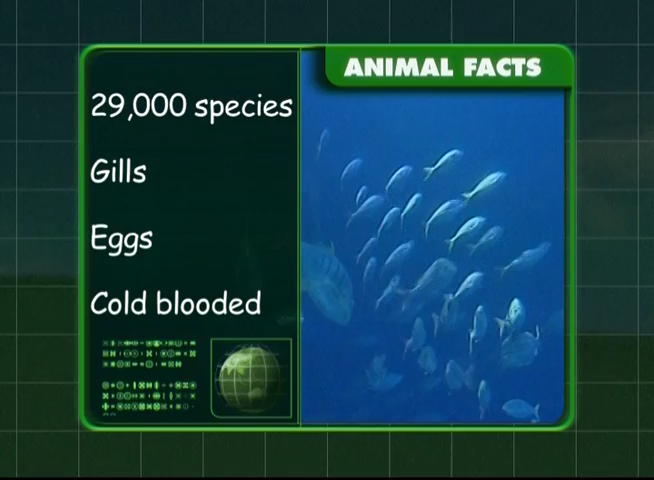 ANIMAL FACTS
29,000 species
Gills
Eggs
Cold blooded